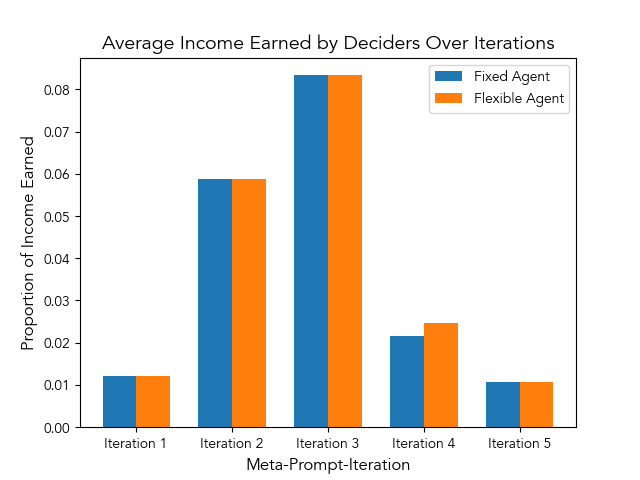 Average Income Earned by Deciders Over Iterations
Fixed Agent
Flexible Agent
Proportion of Income Earned
0.08
0.07
0.06
0.05
0.04
0.03
0.02
0.01
0.00
Iteration 1
Iteration 2
Iteration 3
Iteration 4
Iteration 5
Meta-Prompt-Iteration